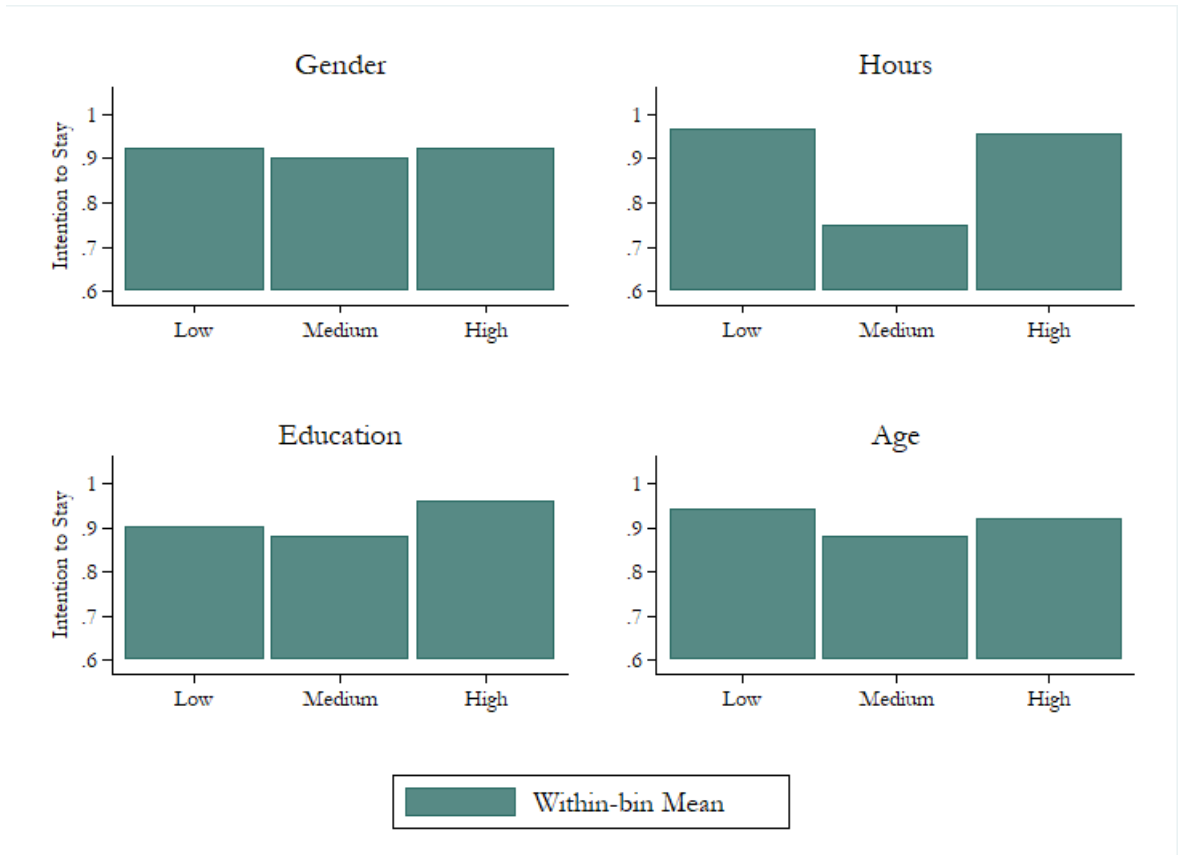 Gender
Intention to Stay
1
.9
.8
.7
.6
Low Medium High
Hours
1
.9
.8
.7
.6
Low Medium High
Education
Intention to Stay
1
.9
.8
.7
.6
Low Medium High
Age
1
.9
.8
.7
.6
Low Medium High
Within-bin Mean